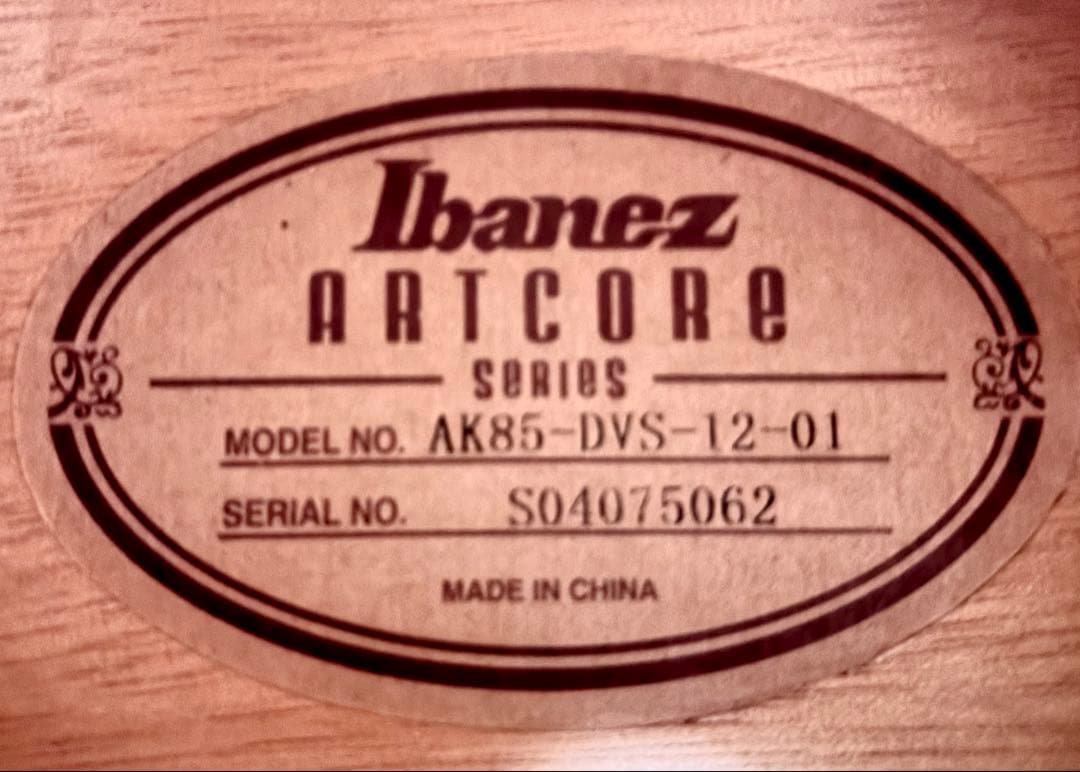 Ibanez
ARTCORE
SERIES
MODEL NO. AK85-DVS-12-01
SERIAL NO. S04075062
MADE IN CHINA